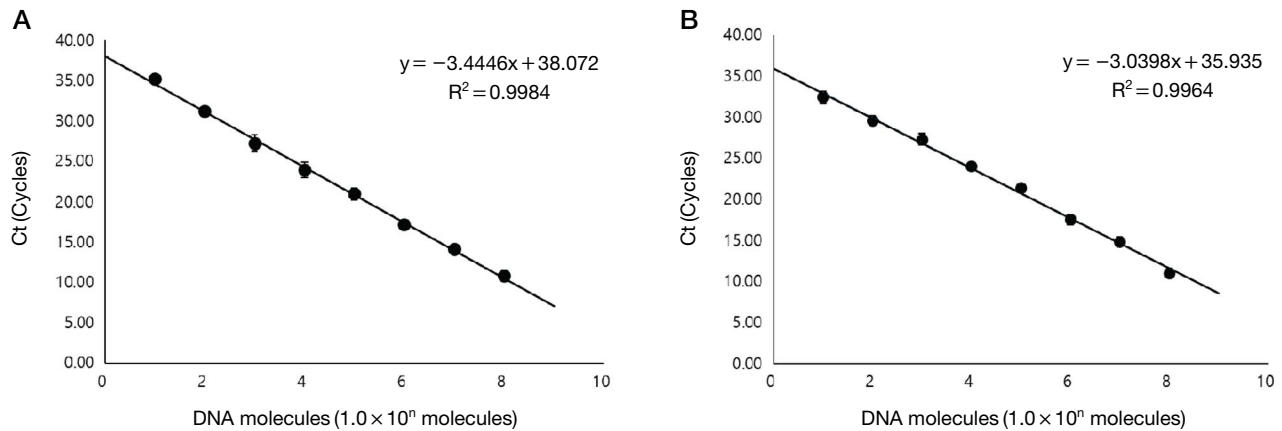 A
Ct (Cycles)
40.00
35.00
30.00
25.00
20.00
15.00
10.00
5.00
0.00
y = −3.4446x + 38.072
R² = 0.9984
0 2 4 6 8 10
DNA molecules (1.0 × 10ⁿ molecules)
B
Ct (Cycles)
40.00
35.00
30.00
25.00
20.00
15.00
10.00
5.00
0.00
y = −3.0398x + 35.935
R² = 0.9964
0 2 4 6 8 10
DNA molecules (1.0 × 10ⁿ molecules)